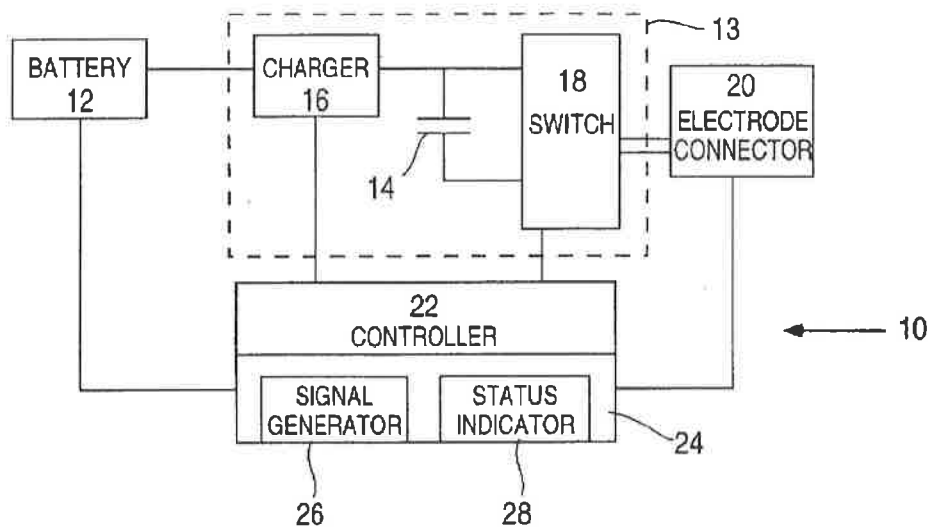 13
BATTERY
12
CHARGER
16
18
SWITCH
20
ELECTRODE
CONNECTOR
14
22
CONTROLLER
10
SIGNAL
GENERATOR
STATUS
INDICATOR
24
26
28